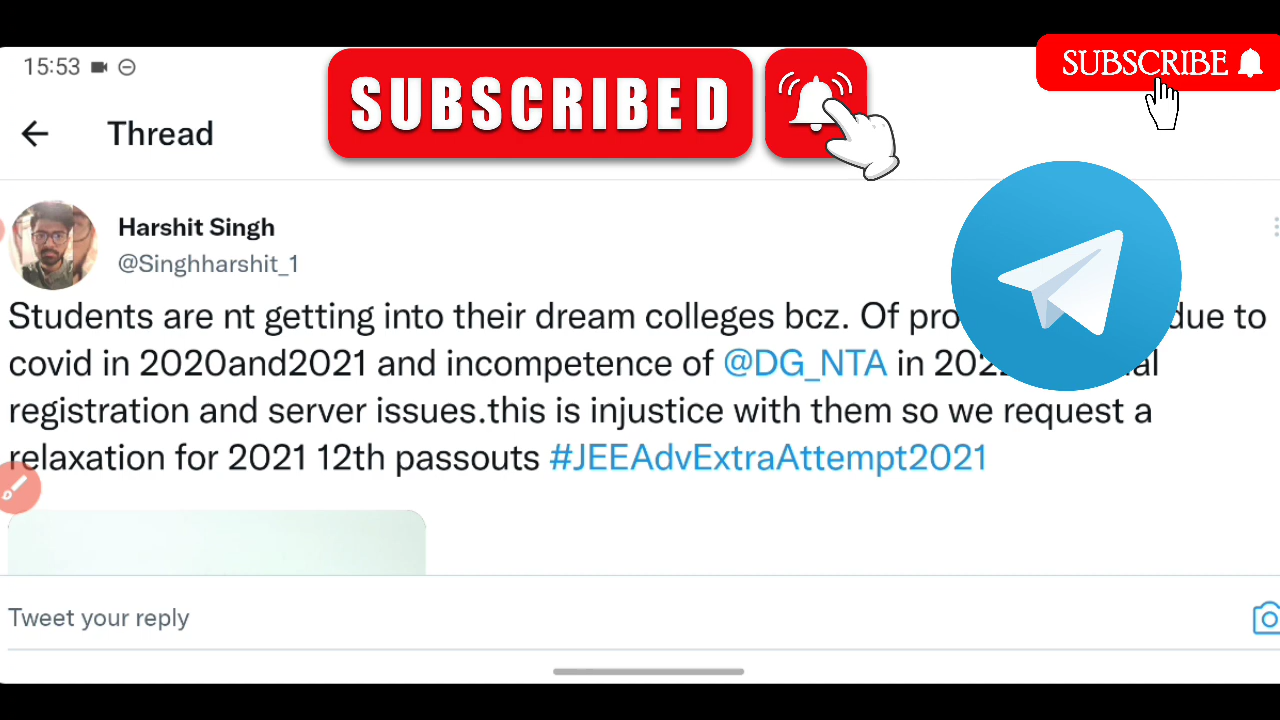 15:53
SUBSCRIBED
SUBSCRIBE
Thread
Harshit Singh
@Singhharshit_1
Students are nt getting into their dream colleges bcz. Of due to
covid in 2020and2021 and incompetence of @DG_NTA in
registration and server issues.this is injustice with them so we request a
relaxation for 2021 12th passouts #JEEAdvExtraAttempt2021
Tweet your reply